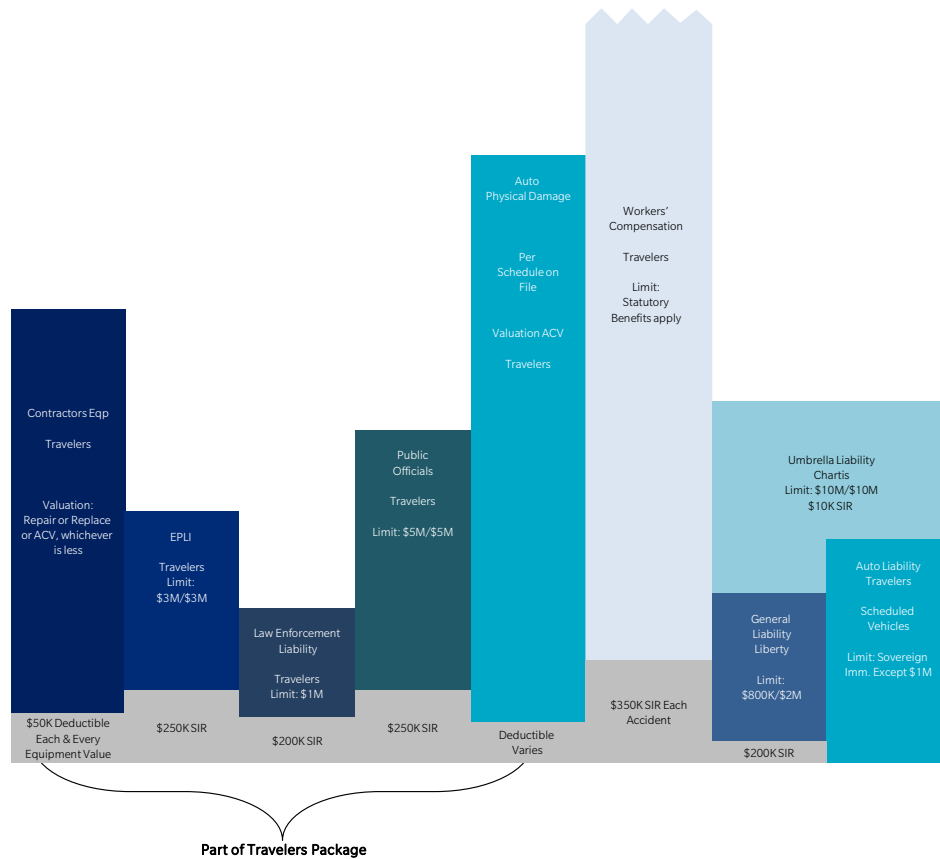 Contractors Eqp
Travelers
Valuation:
Repair or Replace
or ACV, whichever
is less
$50K Deductible
Each & Every
Equipment Value
EPLI
Travelers
Limit:
$3M/$3M
$250K SIR
Law Enforcement
Liability
Travelers
Limit: $1M
$200K SIR
Public
Officials
Travelers
Limit: $5M/$5M
$250K SIR
Auto
Physical Damage
Per
Schedule on
File
Valuation ACV
Travelers
Deductible
Varies
Workers’
Compensation
Travelers
Limit:
Statutory
Benefits apply
$350K SIR Each
Accident
Umbrella Liability
Chartis
Limit: $10M/$10M
$10K SIR
General
Liability
Liberty
Limit:
$800K/$2M
$200K SIR
Auto Liability
Travelers
Scheduled
Vehicles
Limit: Sovereign
Imm. Except $1M
Part of Travelers Package